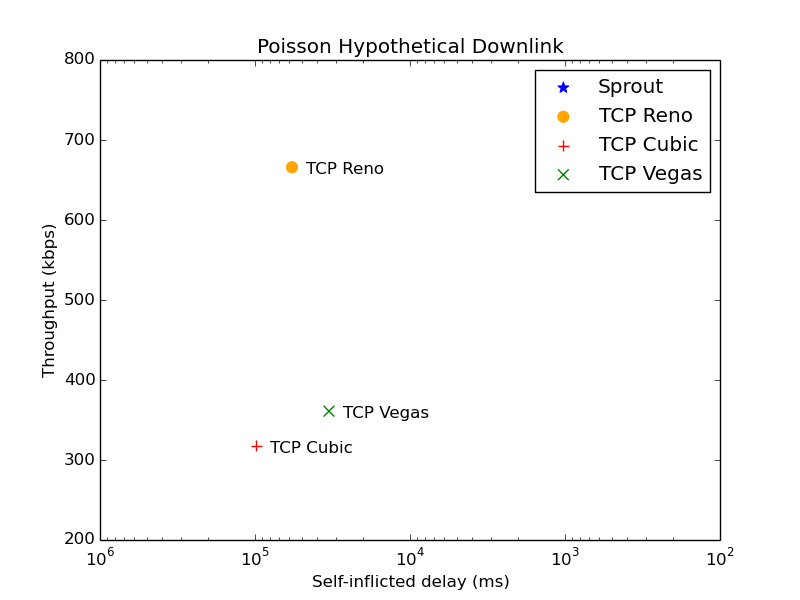 Poisson Hypothetical Downlink
800
700
600
500
400
300
200
Throughput (kbps)
Sprout
TCP Reno
TCP Cubic
TCP Vegas
TCP Reno
TCP Vegas
TCP Cubic
10^6 10^5 10^4 10^3 10^2
Self-inflicted delay (ms)